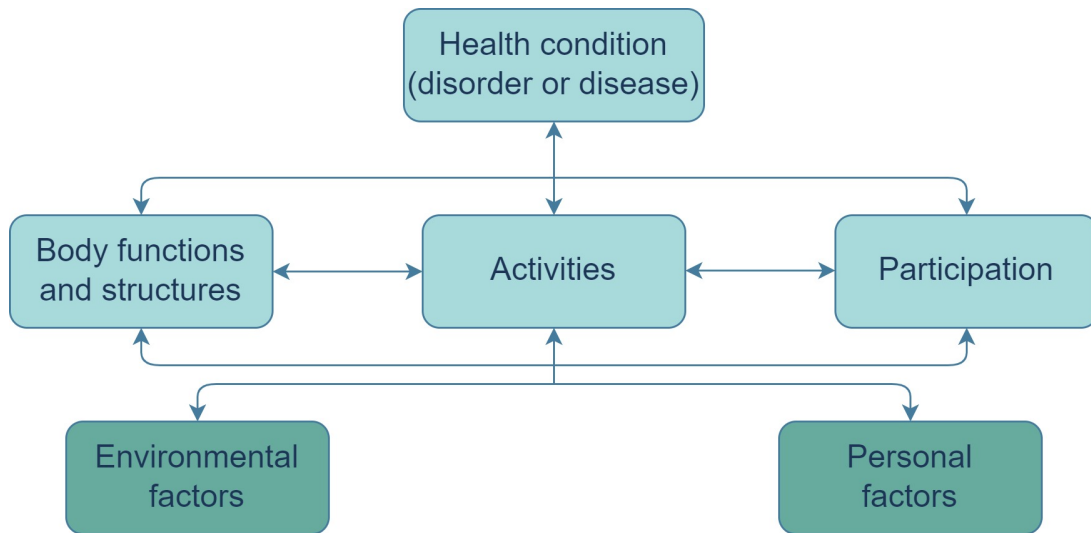 Health condition
(disorder or disease)
Body functions
and structures
Activities
Participation
Environmental
factors
Personal
factors